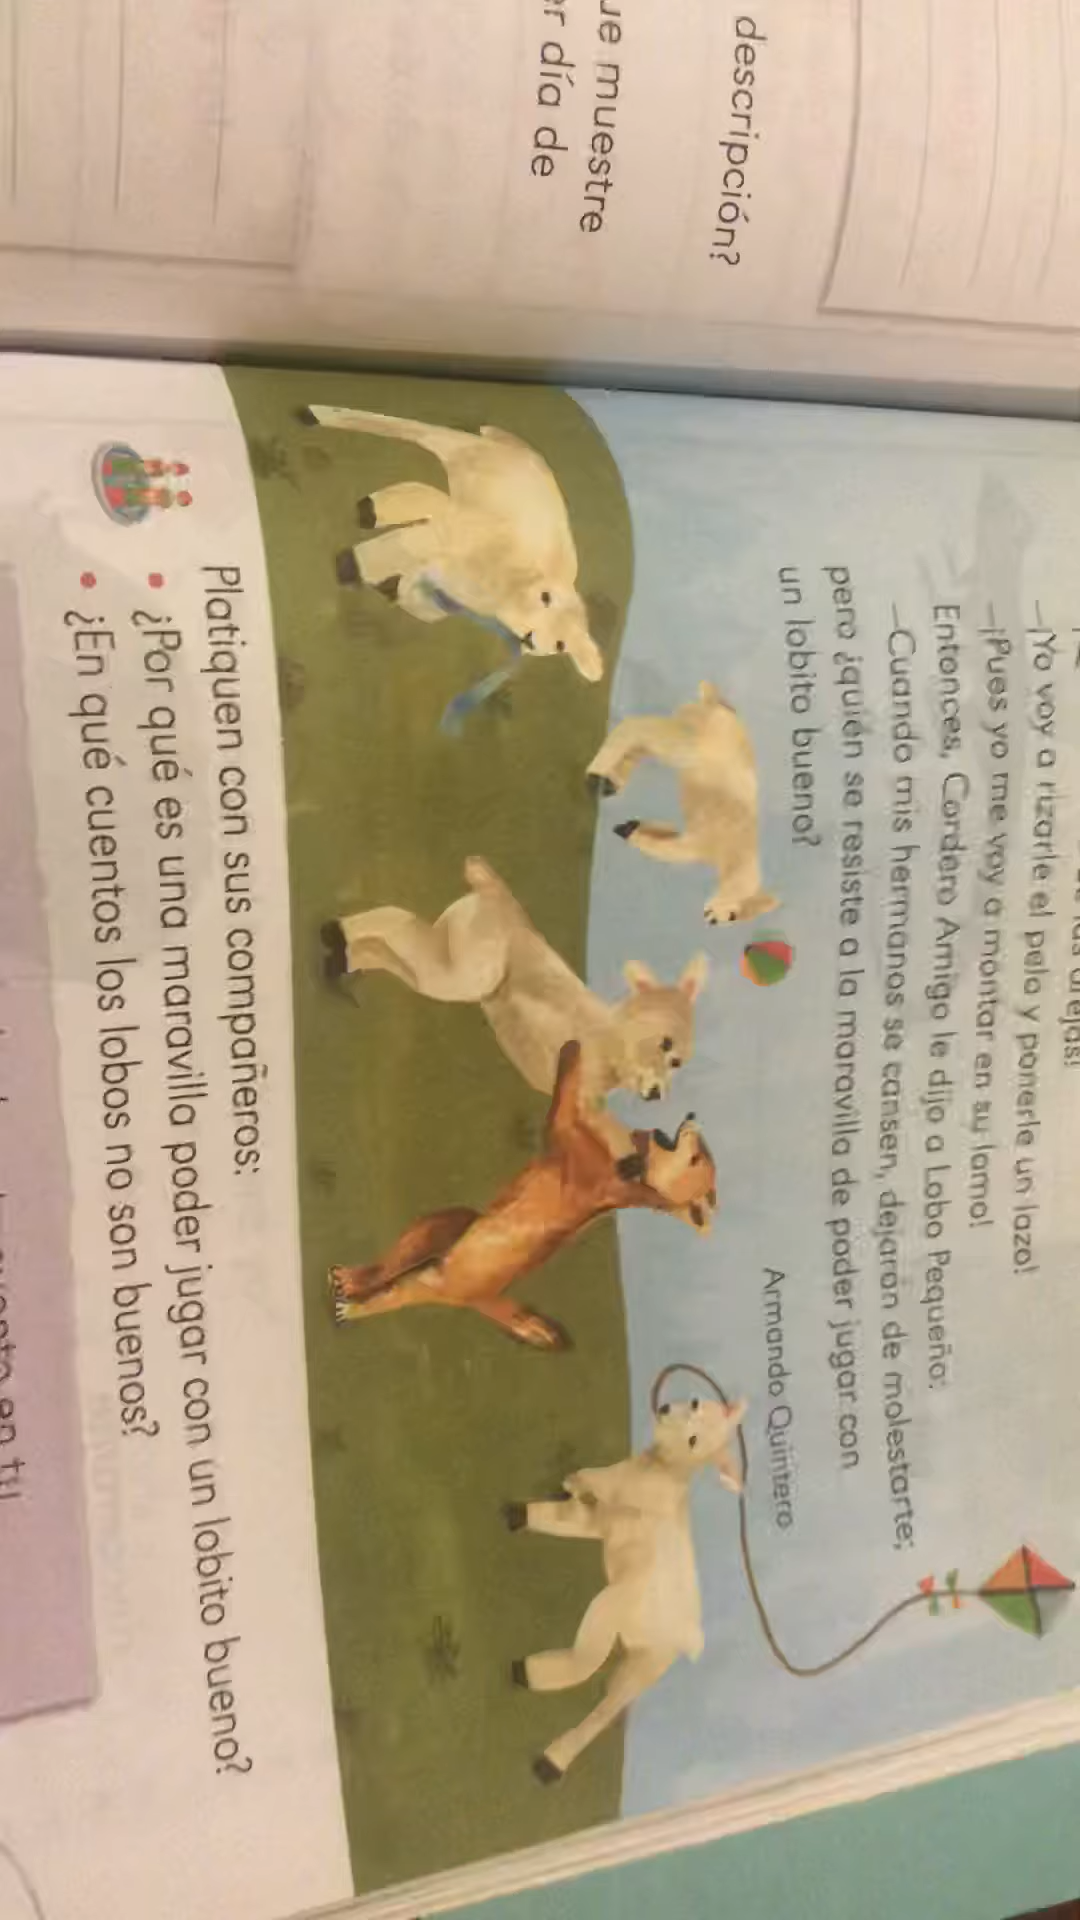 descripción?
muestre
día de
—¡Yo voy a rizarle el pelo y ponerle un lazo!
—¡Pues yo me voy a montar en su lomo!
Entonces, Cordero Amigo le dijo a Lobo Pequeño:
—Cuando mis hermanos se cansen, dejarán de molestarte;
pero ¿quién se resiste a la maravilla de poder jugar con
un lobito bueno?
Armando Quintero
Platiquen con sus compañeros:
• ¿Por qué es una maravilla poder jugar con un lobito bueno?
• ¿En qué cuentos los lobos no son buenos?
en tu